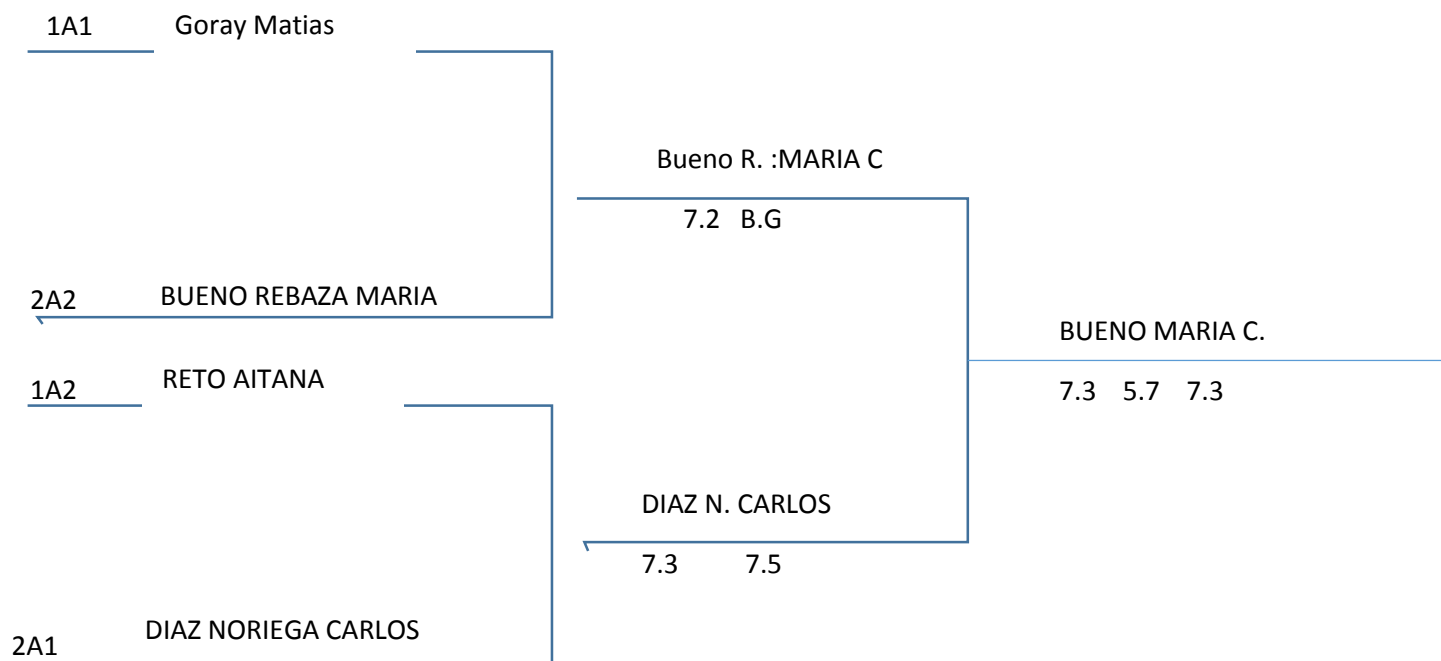 1A1 Goray Matias
Bueno R. :MARIA C
7.2 B.G
2A2 BUENO REBAZA MARIA
BUENO MARIA C.
1A2 RETO AITANA
7.3 5.7 7.3
DIAZ N. CARLOS
7.3 7.5
2A1 DIAZ NORIEGA CARLOS